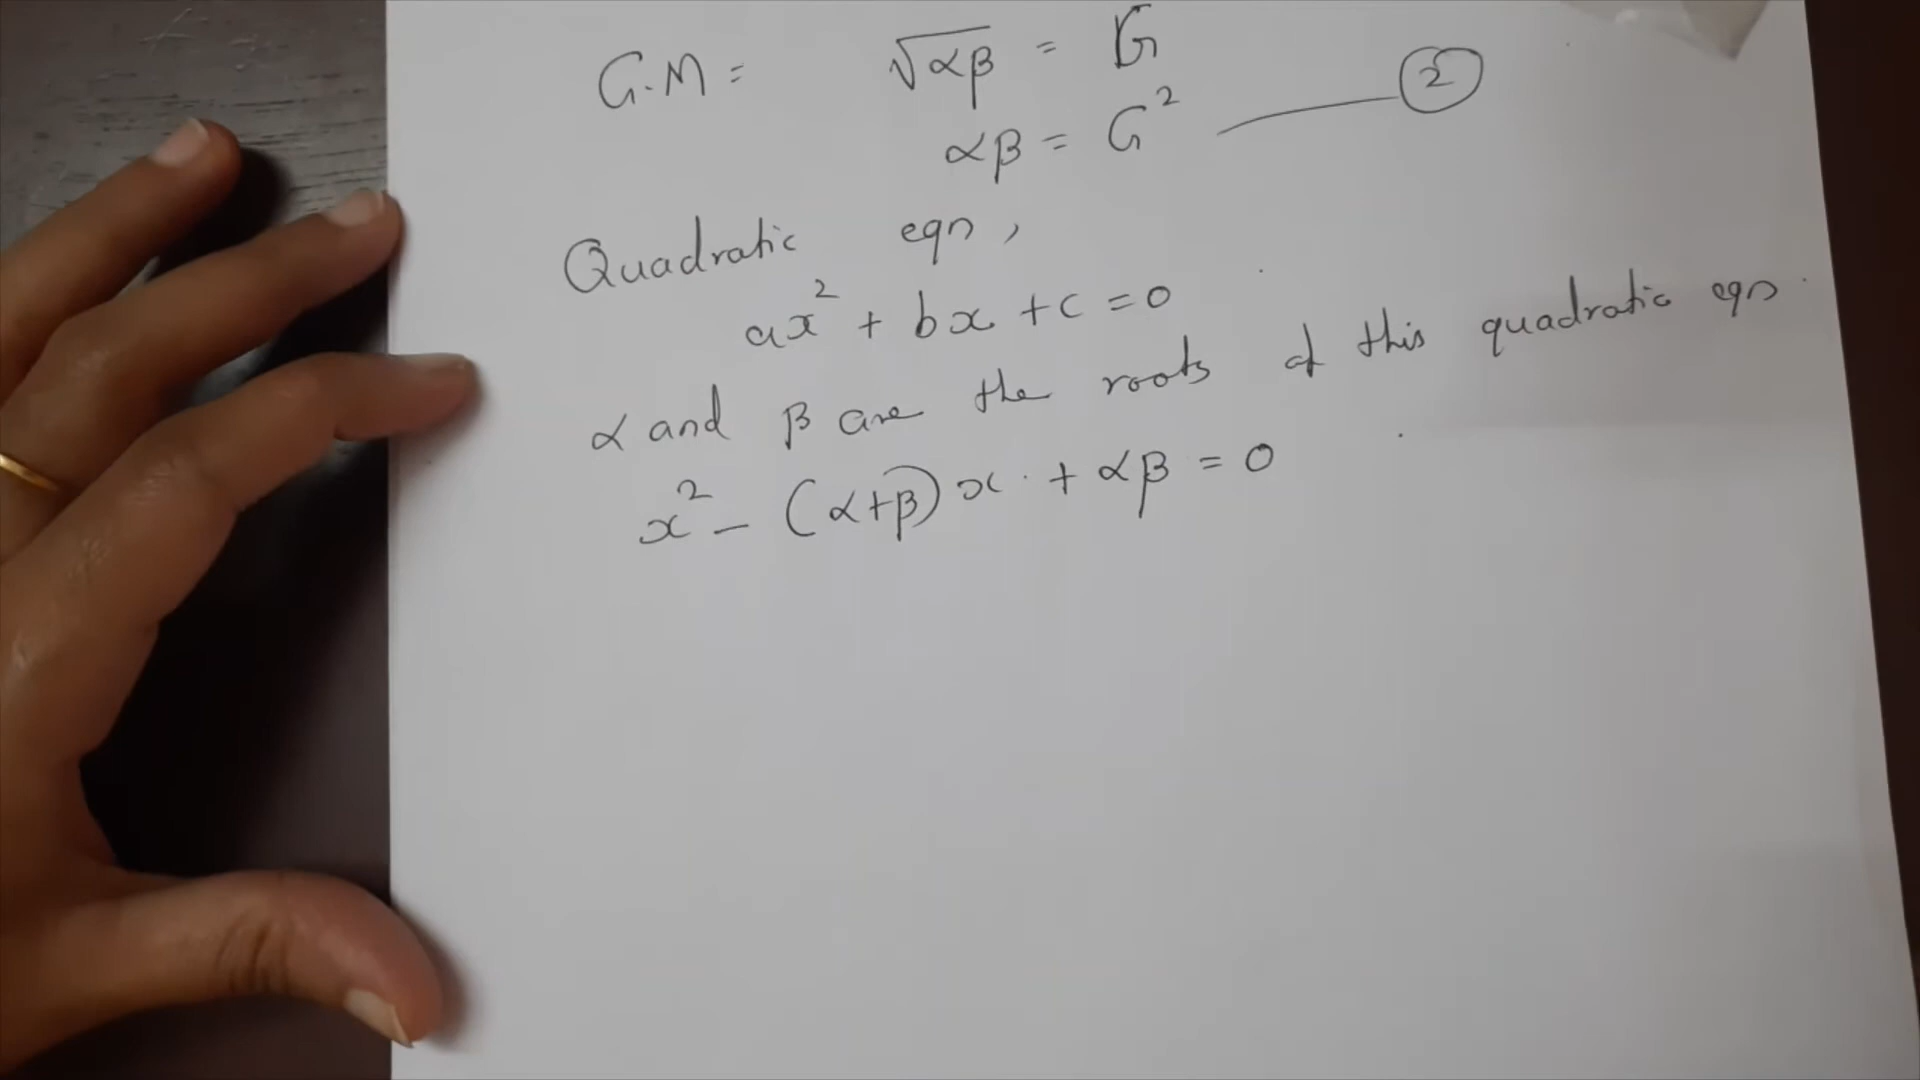 G.M = √αβ = G
αβ = G² ——— ②
Quadratic eqn,
ax² + bx + c = 0
α and β are the roots of this quadratic eqn.
x² - (α+β)x + αβ = 0